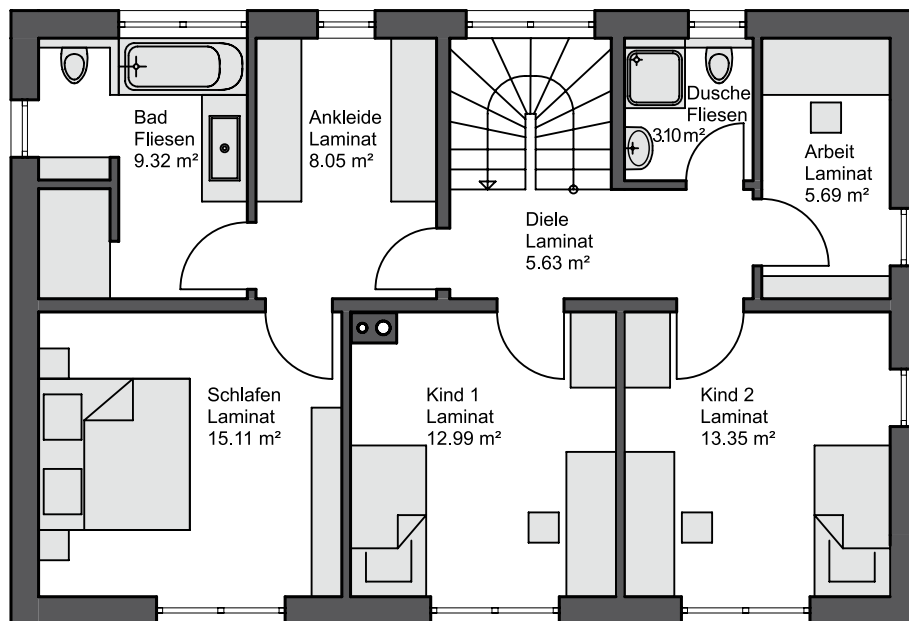 Bad
Fliesen
9.32 m²
Ankleide
Laminat
8.05 m²
Dusche
Fliesen
3.10 m²
Arbeit
Laminat
5.69 m²
Diele
Laminat
5.63 m²
Schlafen
Laminat
15.11 m²
Kind 1
Laminat
12.99 m²
Kind 2
Laminat
13.35 m²